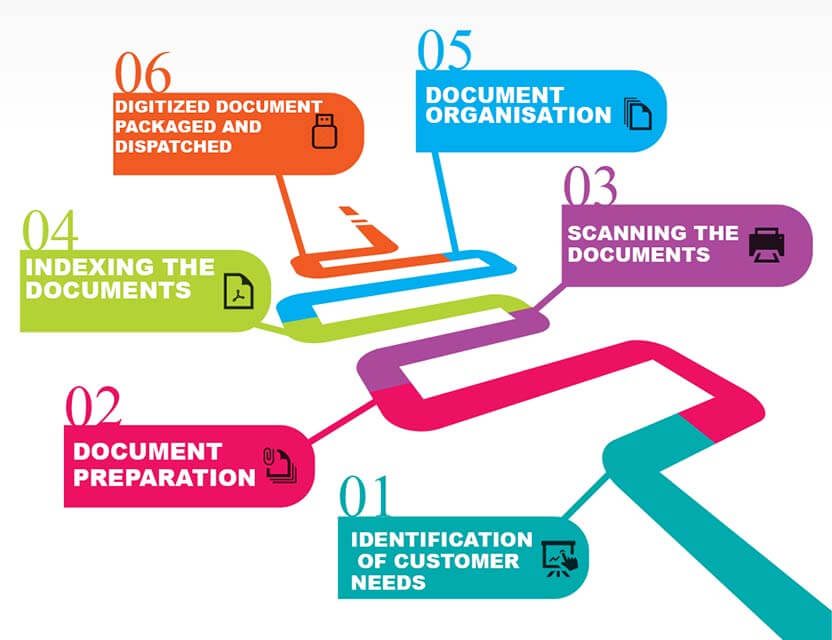 06
DIGITIZED DOCUMENT
PACKAGED AND
DISPATCHED
05
DOCUMENT
ORGANISATION
04
INDEXING THE
DOCUMENTS
03
SCANNING THE
DOCUMENTS
02
DOCUMENT
PREPARATION
01
IDENTIFICATION
OF CUSTOMER
NEEDS